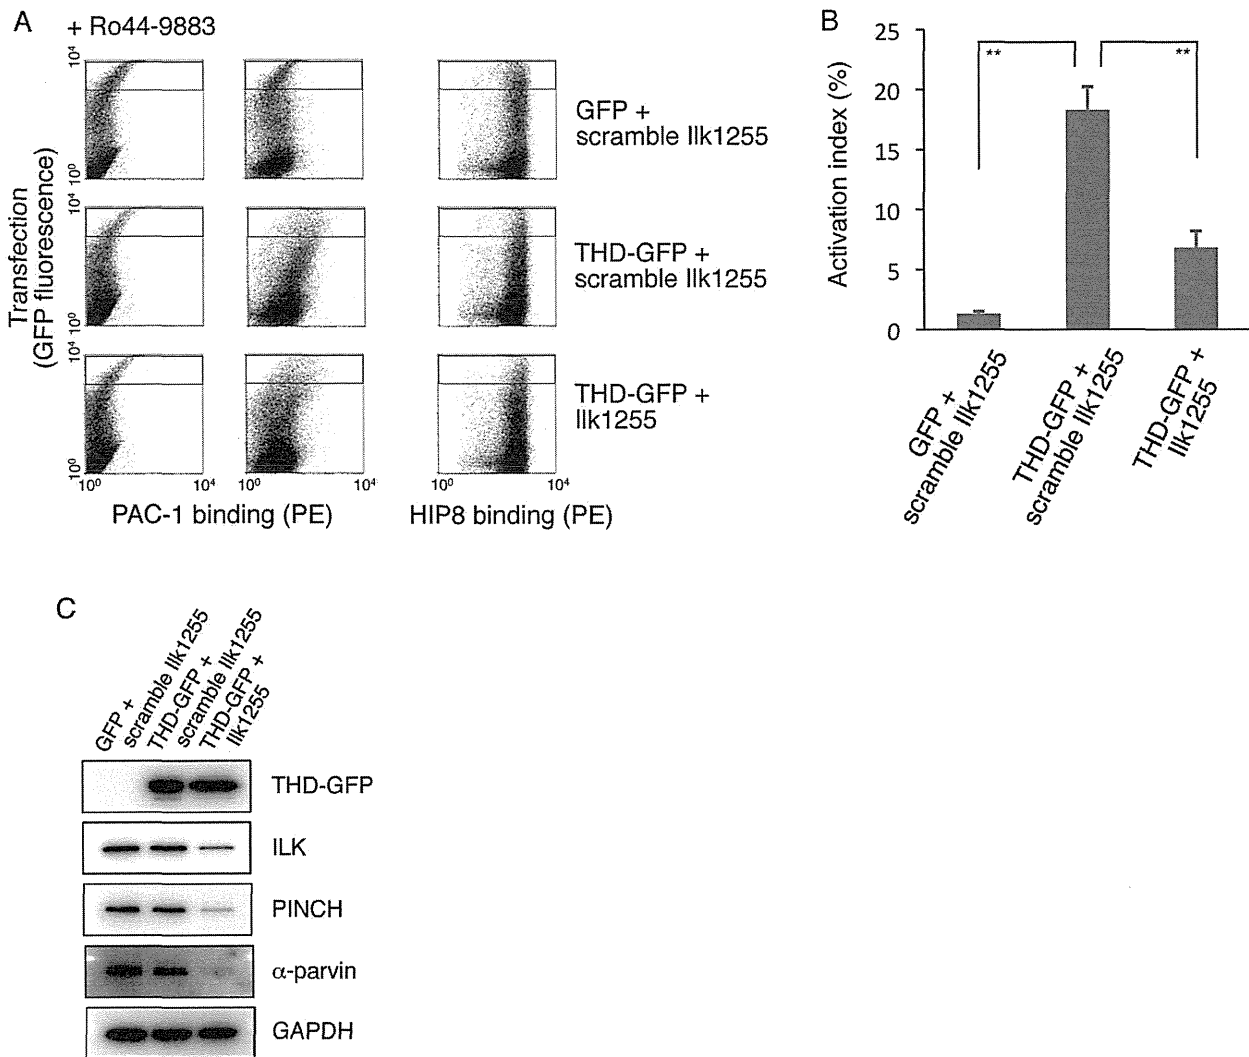 A
+ Ro44-9883
Transfection
(GFP fluorescence)
10⁴
10⁰
10⁴
10⁰
10⁴
10⁰
10⁰
10⁴
10⁰
10⁴
10⁰
10⁴
PAC-1 binding (PE)
HIP8 binding (PE)
GFP +
scramble Ilk1255
THD-GFP +
scramble Ilk1255
THD-GFP +
Ilk1255
B
Activation index (%)
25
20
15
10
5
0
**
**
GFP +
scramble Ilk1255
THD-GFP +
scramble Ilk1255
THD-GFP +
Ilk1255
C
GFP +
scramble Ilk1255
THD-GFP +
scramble Ilk1255
THD-GFP +
Ilk1255
THD-GFP
ILK
PINCH
α-parvin
GAPDH